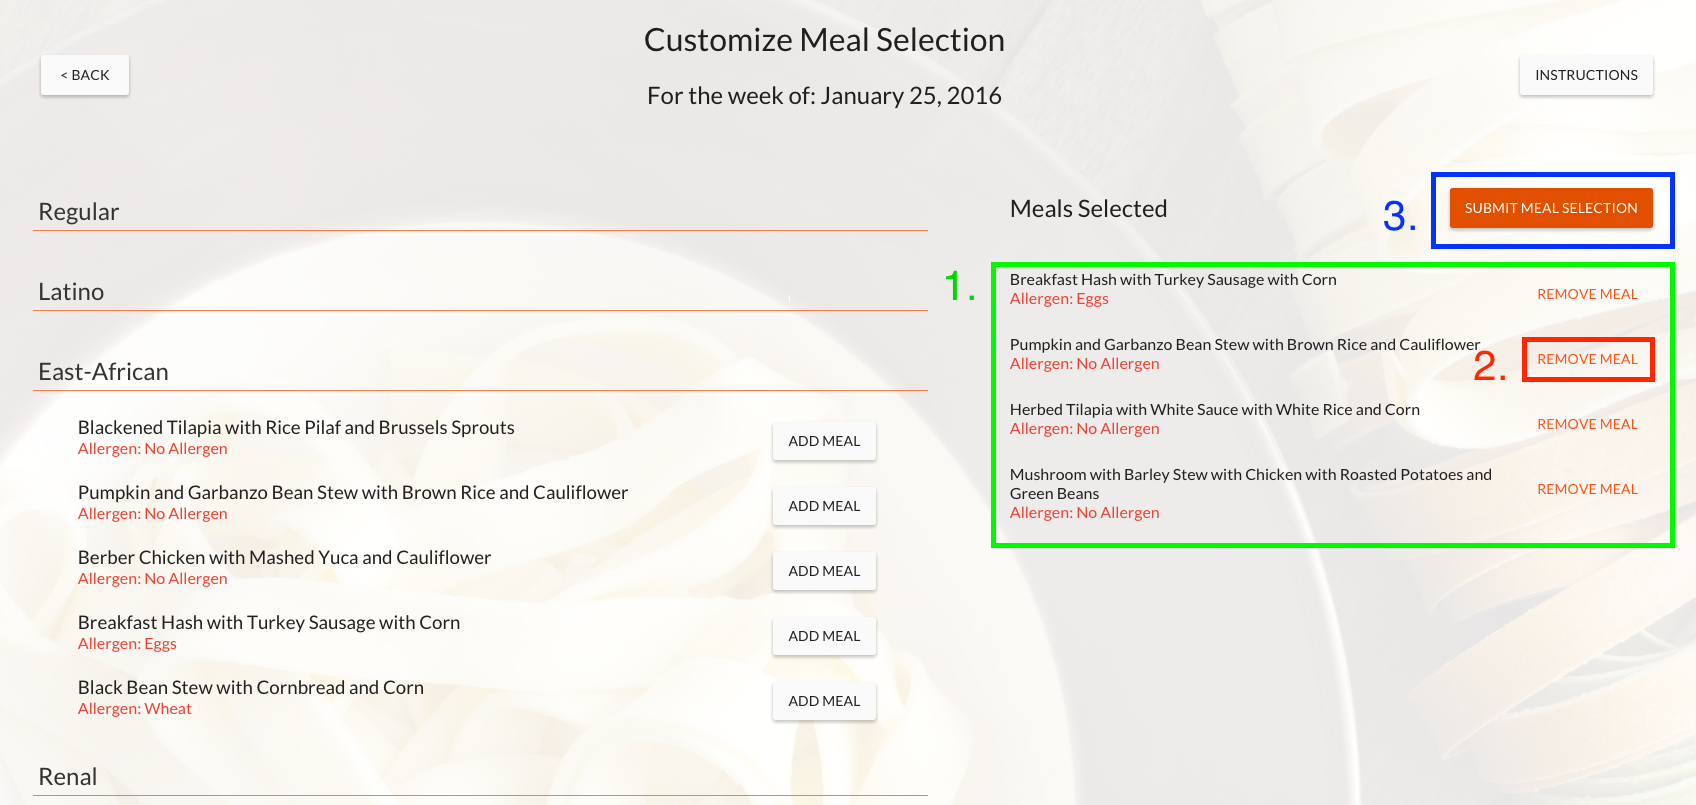 Customize Meal Selection
< BACK
For the week of: January 25, 2016
INSTRUCTIONS
Regular
Latino
East-African
Blackened Tilapia with Rice Pilaf and Brussels Sprouts
Allergen: No Allergen
ADD MEAL
Pumpkin and Garbanzo Bean Stew with Brown Rice and Cauliflower
Allergen: No Allergen
ADD MEAL
Berber Chicken with Mashed Yuca and Cauliflower
Allergen: No Allergen
ADD MEAL
Breakfast Hash with Turkey Sausage with Corn
Allergen: Eggs
ADD MEAL
Black Bean Stew with Cornbread and Corn
Allergen: Wheat
ADD MEAL
Renal
Meals Selected
3.
SUBMIT MEAL SELECTION
1.
Breakfast Hash with Turkey Sausage with Corn
Allergen: Eggs
REMOVE MEAL
Pumpkin and Garbanzo Bean Stew with Brown Rice and Cauliflower
Allergen: No Allergen
2.
REMOVE MEAL
Herbed Tilapia with White Sauce with White Rice and Corn
Allergen: No Allergen
REMOVE MEAL
Mushroom with Barley Stew with Chicken with Roasted Potatoes and
Green Beans
Allergen: No Allergen
REMOVE MEAL